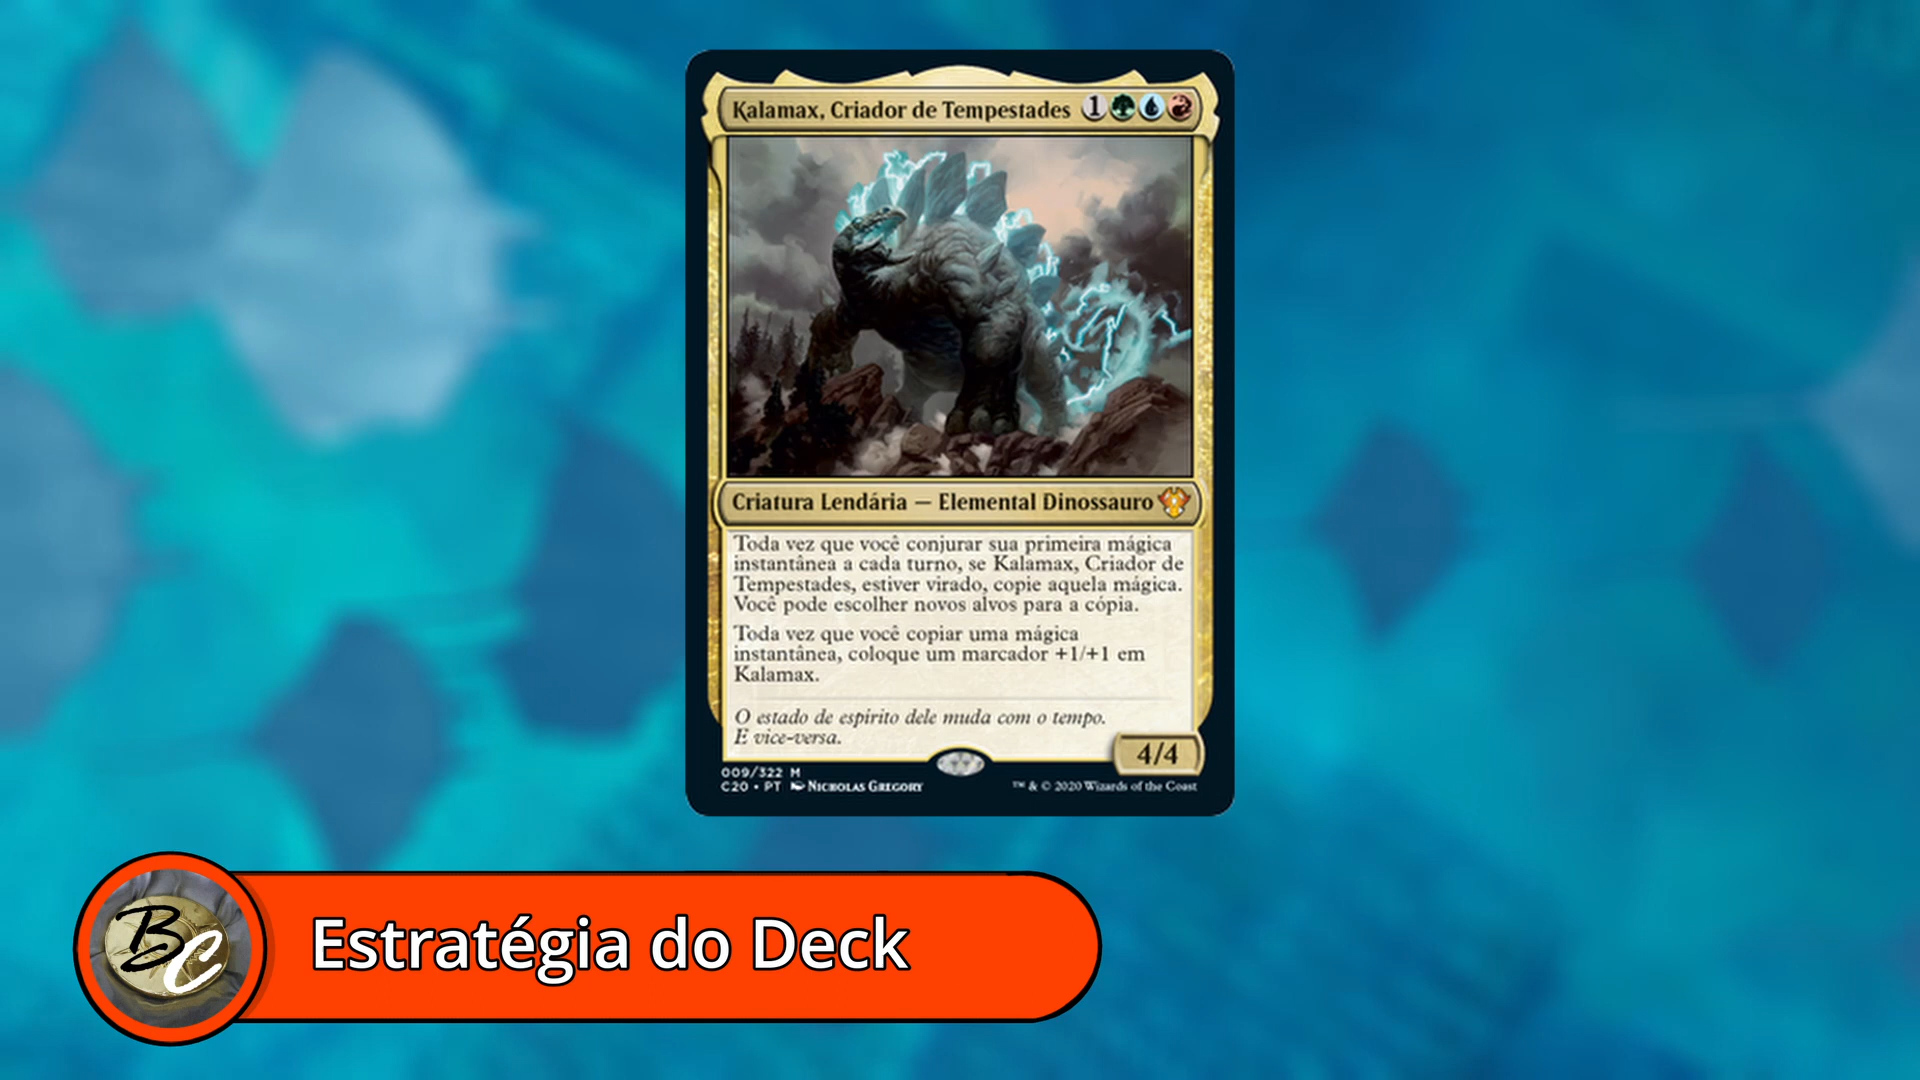 Kalamax, Criador de Tempestades 1
Criatura Lendária — Elemental Dinossauro
Toda vez que você conjurar sua primeira mágica
instantânea a cada turno, se Kalamax, Criador de
Tempestades, estiver virado, copie aquela mágica.
Você pode escolher novos alvos para a cópia.
Toda vez que você copiar uma mágica
instantânea, coloque um marcador +1/+1 em
Kalamax.
O estado de espírito dele muda com o tempo.
E vice-versa.
4/4
009/322 M
C20 • PT Nicholas Gregory
™ & © 2020 Wizards of the Coast
BC
Estratégia do Deck